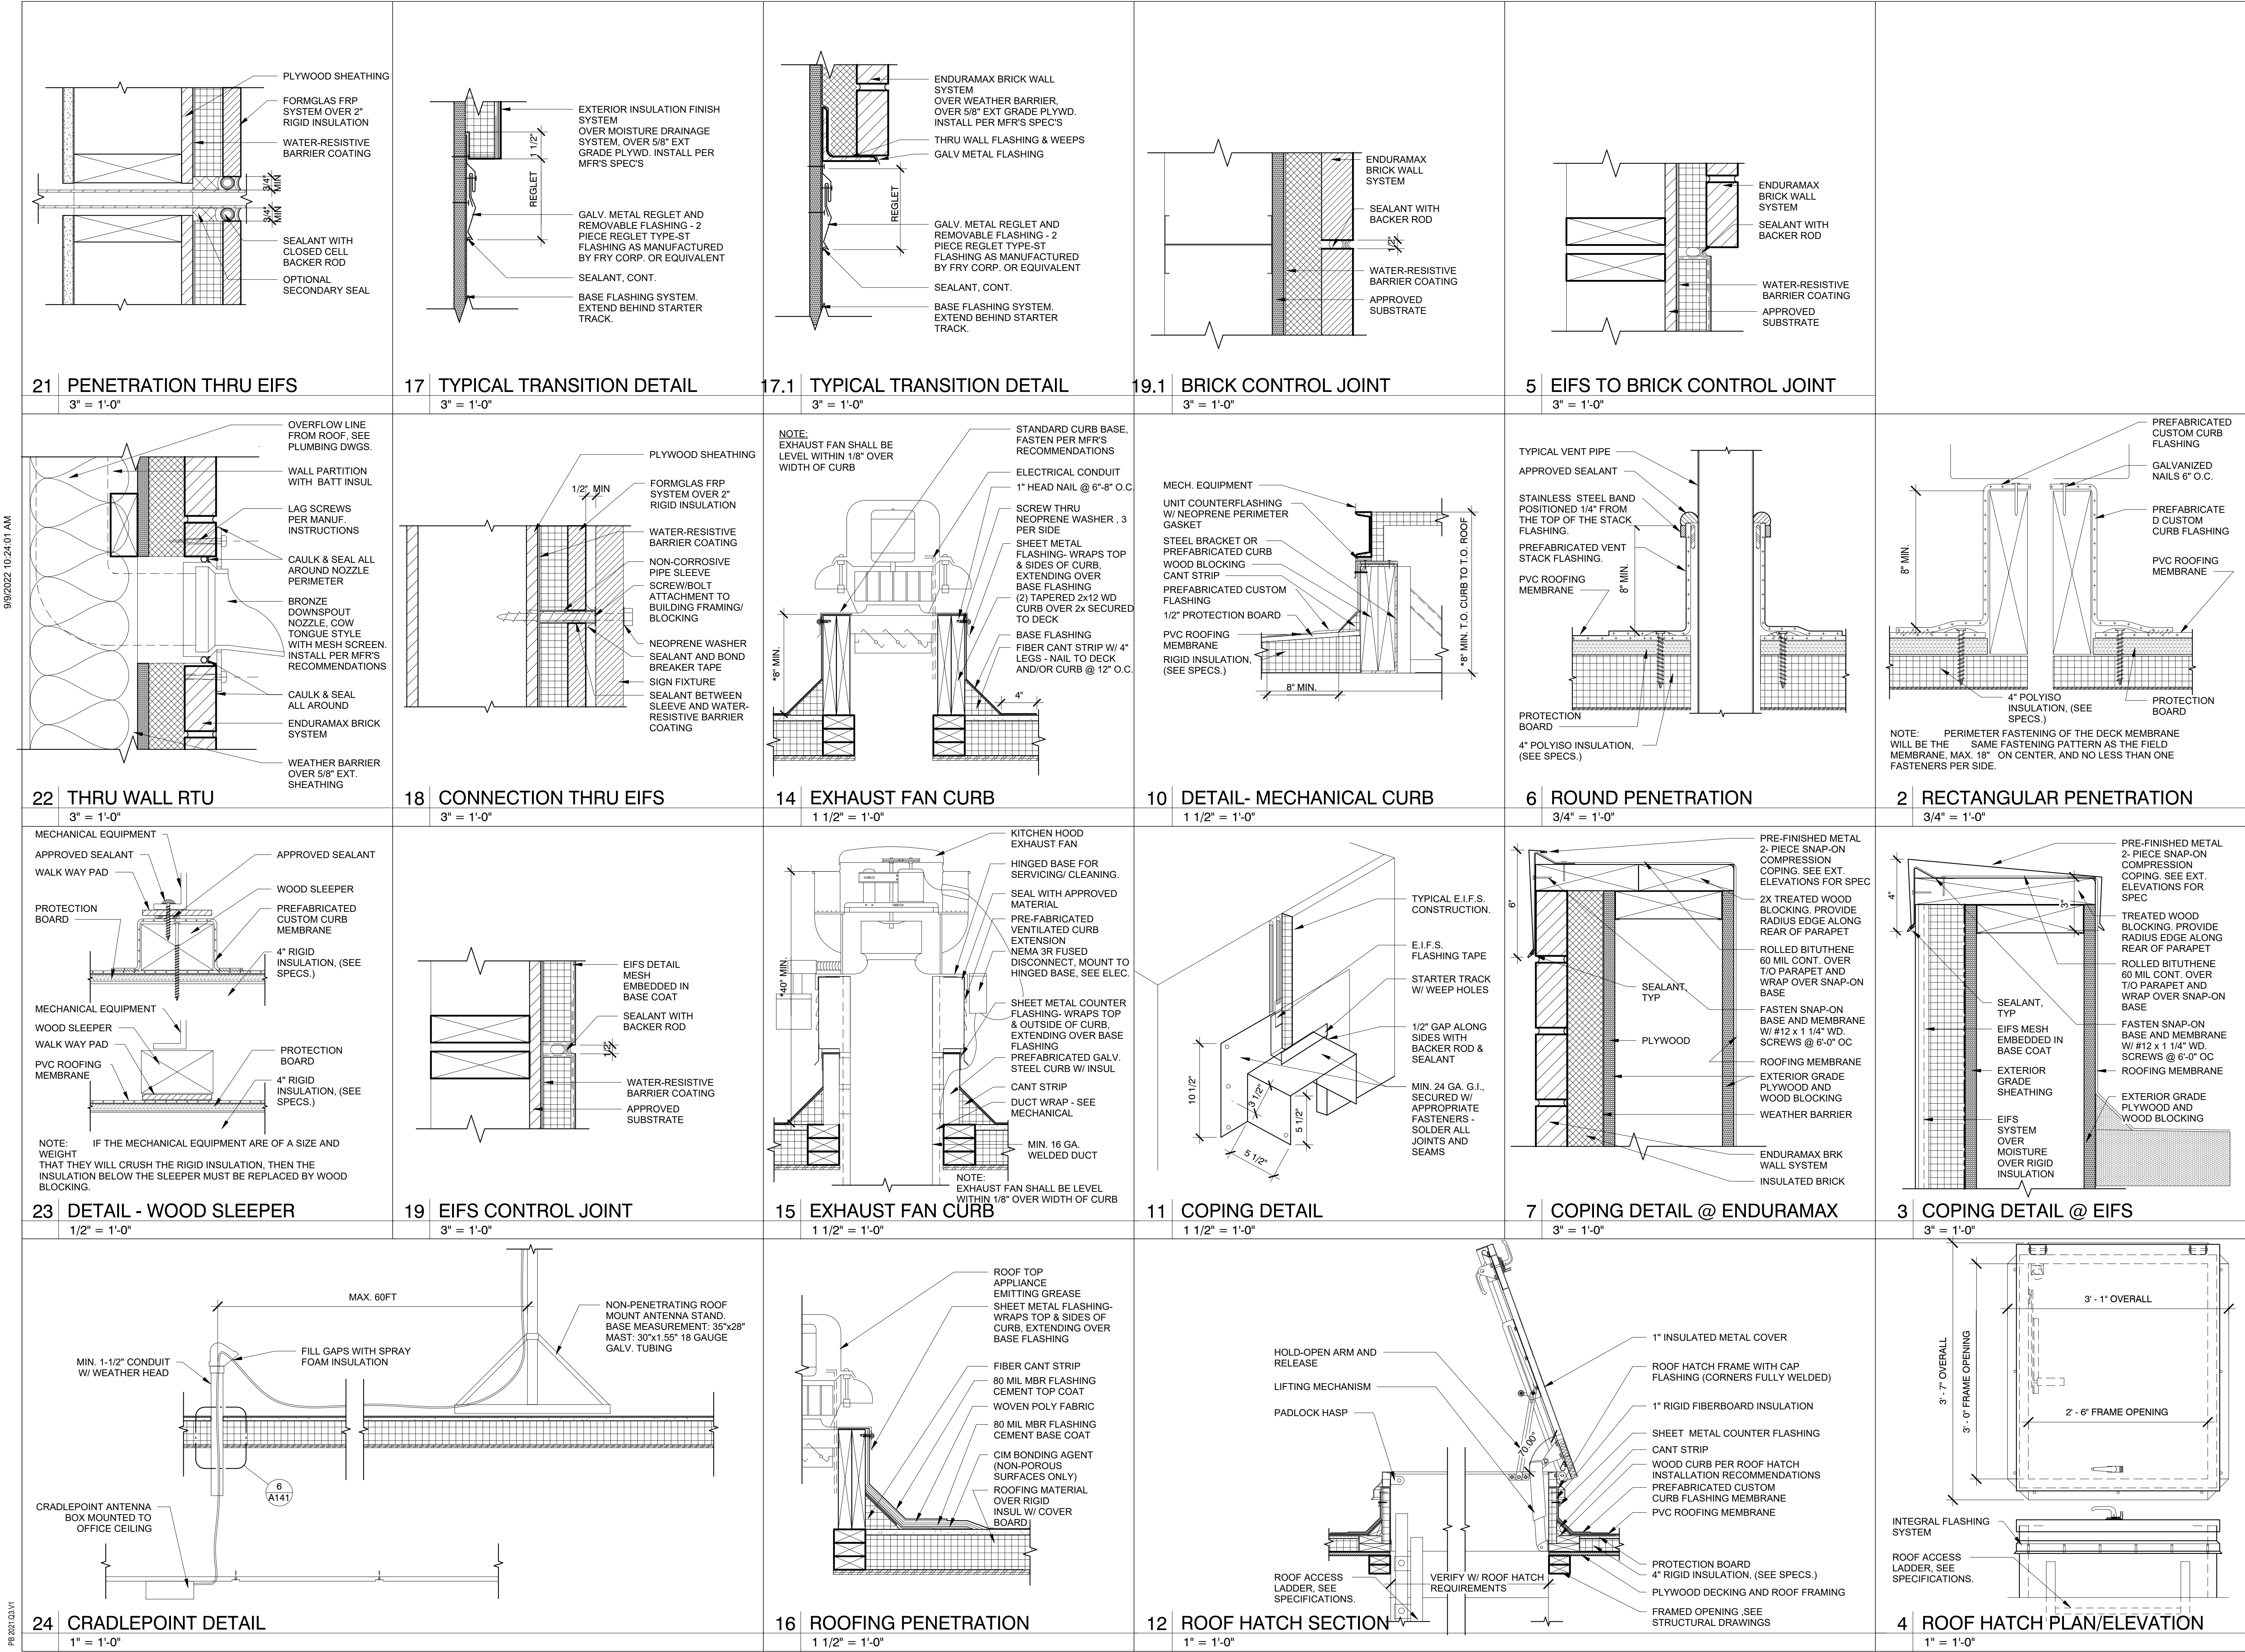 PLYWOOD SHEATHING
FORMGLAS FRP
SYSTEM OVER 2"
RIGID INSULATION
WATER-RESISTIVE
BARRIER COATING
3/4"
MIN
3/4"
MIN
SEALANT WITH
CLOSED CELL
BACKER ROD
OPTIONAL
SECONDARY SEAL
21 PENETRATION THRU EIFS
3" = 1'-0"
EXTERIOR INSULATION FINISH
SYSTEM
OVER MOISTURE DRAINAGE
SYSTEM, OVER 5/8" EXT
GRADE PLYWD. INSTALL PER
MFR'S SPEC'S
1 1/2"
REGLET
GALV. METAL REGLET AND
REMOVABLE FLASHING - 2
PIECE REGLET TYPE-ST
FLASHING AS MANUFACTURED
BY FRY CORP. OR EQUIVALENT
SEALANT, CONT.
BASE FLASHING SYSTEM.
EXTEND BEHIND STARTER
TRACK.
17 TYPICAL TRANSITION DETAIL
3" = 1'-0"
ENDURAMAX BRICK WALL
SYSTEM
OVER WEATHER BARRIER,
OVER 5/8" EXT GRADE PLYWD.
INSTALL PER MFR'S SPEC'S
THRU WALL FLASHING & WEEPS
GALV METAL FLASHING
REGLET
GALV. METAL REGLET AND
REMOVABLE FLASHING - 2
PIECE REGLET TYPE-ST
FLASHING AS MANUFACTURED
BY FRY CORP. OR EQUIVALENT
SEALANT, CONT.
BASE FLASHING SYSTEM.
EXTEND BEHIND STARTER
TRACK.
17.1 TYPICAL TRANSITION DETAIL
3" = 1'-0"
ENDURAMAX
BRICK WALL
SYSTEM
SEALANT WITH
BACKER ROD
1/2"
WATER-RESISTIVE
BARRIER COATING
APPROVED
SUBSTRATE
19.1 BRICK CONTROL JOINT
3" = 1'-0"
ENDURAMAX
BRICK WALL
SYSTEM
SEALANT WITH
BACKER ROD
WATER-RESISTIVE
BARRIER COATING
APPROVED
SUBSTRATE
5 EIFS TO BRICK CONTROL JOINT
3" = 1'-0"
OVERFLOW LINE
FROM ROOF, SEE
PLUMBING DWGS.
WALL PARTITION
WITH BATT INSUL
LAG SCREWS
PER MANUF.
INSTRUCTIONS
CAULK & SEAL ALL
AROUND NOZZLE
PERIMETER
BRONZE
DOWNSPOUT
NOZZLE, COW
TONGUE STYLE
WITH MESH SCREEN.
INSTALL PER MFR'S
RECOMMENDATIONS
CAULK & SEAL
ALL AROUND
ENDURAMAX BRICK
SYSTEM
WEATHER BARRIER
OVER 5/8" EXT.
SHEATHING
22 THRU WALL RTU
3" = 1'-0"
PLYWOOD SHEATHING
1/2" MIN
FORMGLAS FRP
SYSTEM OVER 2"
RIGID INSULATION
WATER-RESISTIVE
BARRIER COATING
NON-CORROSIVE
PIPE SLEEVE
SCREW/BOLT
ATTACHMENT TO
BUILDING FRAMING/
BLOCKING
NEOPRENE WASHER
SEALANT AND BOND
BREAKER TAPE
SIGN FIXTURE
SEALANT BETWEEN
SLEEVE AND WATER-
RESISTIVE BARRIER
COATING
18 CONNECTION THRU EIFS
3" = 1'-0"
NOTE:
EXHAUST FAN SHALL BE
LEVEL WITHIN 1/8" OVER
WIDTH OF CURB
STANDARD CURB BASE,
FASTEN PER MFR'S
RECOMMENDATIONS
ELECTRICAL CONDUIT
1" HEAD NAIL @ 6"-8" O.C.
SCREW THRU
NEOPRENE WASHER , 3
PER SIDE
SHEET METAL
FLASHING- WRAPS TOP
& SIDES OF CURB,
EXTENDING OVER
BASE FLASHING
(2) TAPERED 2x12 WD
CURB OVER 2x SECURED
TO DECK
BASE FLASHING
FIBER CANT STRIP W/ 4"
LEGS - NAIL TO DECK
AND/OR CURB @ 12" O.C.
*8" MIN.
4"
14 EXHAUST FAN CURB
1 1/2" = 1'-0"
MECH. EQUIPMENT
UNIT COUNTERFLASHING
W/ NEOPRENE PERIMETER
GASKET
STEEL BRACKET OR
PREFABRICATED CURB
WOOD BLOCKING
CANT STRIP
PREFABRICATED CUSTOM
FLASHING
1/2" PROTECTION BOARD
PVC ROOFING
MEMBRANE
RIGID INSULATION,
(SEE SPECS.)
8" MIN.
*8" MIN. T.O. CURB TO T.O. ROOF
10 DETAIL- MECHANICAL CURB
1 1/2" = 1'-0"
TYPICAL VENT PIPE
APPROVED SEALANT
STAINLESS STEEL BAND
POSITIONED 1/4" FROM
THE TOP OF THE STACK
FLASHING.
PREFABRICATED VENT
STACK FLASHING.
PVC ROOFING
MEMBRANE
8" MIN.
PROTECTION
BOARD
4" POLYISO INSULATION,
(SEE SPECS.)
6 ROUND PENETRATION
3/4" = 1'-0"
PREFABRICATED
CUSTOM CURB
FLASHING
GALVANIZED
NAILS 6" O.C.
PREFABRICATE
D CUSTOM
CURB FLASHING
PVC ROOFING
MEMBRANE
8" MIN.
4" POLYISO
INSULATION, (SEE
SPECS.)
PROTECTION
BOARD
NOTE: PERIMETER FASTENING OF THE DECK MEMBRANE
WILL BE THE SAME FASTENING PATTERN AS THE FIELD
MEMBRANE, MAX. 18" ON CENTER, AND NO LESS THAN ONE
FASTENERS PER SIDE.
2 RECTANGULAR PENETRATION
3/4" = 1'-0"
MECHANICAL EQUIPMENT
APPROVED SEALANT
WALK WAY PAD
PROTECTION
BOARD
APPROVED SEALANT
WOOD SLEEPER
PREFABRICATED
CUSTOM CURB
MEMBRANE
4" RIGID
INSULATION, (SEE
SPECS.)
MECHANICAL EQUIPMENT
WOOD SLEEPER
WALK WAY PAD
PVC ROOFING
MEMBRANE
PROTECTION
BOARD
4" RIGID
INSULATION, (SEE
SPECS.)
NOTE: IF THE MECHANICAL EQUIPMENT ARE OF A SIZE AND
WEIGHT
THAT THEY WILL CRUSH THE RIGID INSULATION, THEN THE
INSULATION BELOW THE SLEEPER MUST BE REPLACED BY WOOD
BLOCKING.
23 DETAIL - WOOD SLEEPER
1/2" = 1'-0"
EIFS DETAIL
MESH
EMBEDDED IN
BASE COAT
SEALANT WITH
BACKER ROD
1/2"
WATER-RESISTIVE
BARRIER COATING
APPROVED
SUBSTRATE
19 EIFS CONTROL JOINT
3" = 1'-0"
KITCHEN HOOD
EXHAUST FAN
HINGED BASE FOR
SERVICING/ CLEANING.
SEAL WITH APPROVED
MATERIAL
PRE-FABRICATED
VENTILATED CURB
EXTENSION
NEMA 3R FUSED
DISCONNECT, MOUNT TO
HINGED BASE, SEE ELEC.
SHEET METAL COUNTER
FLASHING- WRAPS TOP
& OUTSIDE OF CURB,
EXTENDING OVER BASE
FLASHING
PREFABRICATED GALV.
STEEL CURB W/ INSUL
CANT STRIP
DUCT WRAP - SEE
MECHANICAL
MIN. 16 GA.
WELDED DUCT
*40" MIN.
NOTE:
EXHAUST FAN SHALL BE LEVEL
WITHIN 1/8" OVER WIDTH OF CURB
15 EXHAUST FAN CURB
1 1/2" = 1'-0"
TYPICAL E.I.F.S.
CONSTRUCTION.
E.I.F.S.
FLASHING TAPE
STARTER TRACK
W/ WEEP HOLES
1/2" GAP ALONG
SIDES WITH
BACKER ROD &
SEALANT
MIN. 24 GA. G.I.,
SECURED W/
APPROPRIATE
FASTENERS -
SOLDER ALL
JOINTS AND
SEAMS
10 1/2"
3 1/2"
5 1/2"
5 1/2"
11 COPING DETAIL
1 1/2" = 1'-0"
6"
PRE-FINISHED METAL
2- PIECE SNAP-ON
COMPRESSION
COPING. SEE EXT.
ELEVATIONS FOR SPEC
2X TREATED WOOD
BLOCKING. PROVIDE
RADIUS EDGE ALONG
REAR OF PARAPET
ROLLED BITUTHENE
60 MIL CONT. OVER
T/O PARAPET AND
WRAP OVER SNAP-ON
BASE
FASTEN SNAP-ON
BASE AND MEMBRANE
W/ #12 x 1 1/4" WD.
SCREWS @ 6'-0" OC
ROOFING MEMBRANE
EXTERIOR GRADE
PLYWOOD AND
WOOD BLOCKING
WEATHER BARRIER
ENDURAMAX BRK
WALL SYSTEM
INSULATED BRICK
SEALANT,
TYP
PLYWOOD
7 COPING DETAIL @ ENDURAMAX
3" = 1'-0"
4"
3"
PRE-FINISHED METAL
2- PIECE SNAP-ON
COMPRESSION
COPING. SEE EXT.
ELEVATIONS FOR
SPEC
TREATED WOOD
BLOCKING. PROVIDE
RADIUS EDGE ALONG
REAR OF PARAPET
ROLLED BITUTHENE
60 MIL CONT. OVER
T/O PARAPET AND
WRAP OVER SNAP-ON
BASE
FASTEN SNAP-ON
BASE AND MEMBRANE
W/ #12 x 1 1/4" WD.
SCREWS @ 6'-0" OC
ROOFING MEMBRANE
EXTERIOR GRADE
PLYWOOD AND
WOOD BLOCKING
SEALANT,
TYP
EIFS MESH
EMBEDDED IN
BASE COAT
EXTERIOR
GRADE
SHEATHING
EIFS
SYSTEM
OVER
MOISTURE
OVER RIGID
INSULATION
3 COPING DETAIL @ EIFS
3" = 1'-0"
MAX. 60FT
MIN. 1-1/2" CONDUIT
W/ WEATHER HEAD
FILL GAPS WITH SPRAY
FOAM INSULATION
NON-PENETRATING ROOF
MOUNT ANTENNA STAND.
BASE MEASUREMENT: 35"x28"
MAST: 30"x1.55" 18 GAUGE
GALV. TUBING
6
A141
CRADLEPOINT ANTENNA
BOX MOUNTED TO
OFFICE CEILING
24 CRADLEPOINT DETAIL
1" = 1'-0"
ROOF TOP
APPLIANCE
EMITTING GREASE
SHEET METAL FLASHING-
WRAPS TOP & SIDES OF
CURB, EXTENDING OVER
BASE FLASHING
FIBER CANT STRIP
80 MIL MBR FLASHING
CEMENT TOP COAT
WOVEN POLY FABRIC
80 MIL MBR FLASHING
CEMENT BASE COAT
CIM BONDING AGENT
(NON-POROUS
SURFACES ONLY)
ROOFING MATERIAL
OVER RIGID
INSUL W/ COVER
BOARD
16 ROOFING PENETRATION
1 1/2" = 1'-0"
HOLD-OPEN ARM AND
RELEASE
LIFTING MECHANISM
PADLOCK HASP
70.00°
1" INSULATED METAL COVER
ROOF HATCH FRAME WITH CAP
FLASHING (CORNERS FULLY WELDED)
1" RIGID FIBERBOARD INSULATION
SHEET METAL COUNTER FLASHING
CANT STRIP
WOOD CURB PER ROOF HATCH
INSTALLATION RECOMMENDATIONS
PREFABRICATED CUSTOM
CURB FLASHING MEMBRANE
PVC ROOFING MEMBRANE
PROTECTION BOARD
4" RIGID INSULATION, (SEE SPECS.)
PLYWOOD DECKING AND ROOF FRAMING
FRAMED OPENING ,SEE
STRUCTURAL DRAWINGS
ROOF ACCESS
LADDER, SEE
SPECIFICATIONS.
VERIFY W/ ROOF HATCH
REQUIREMENTS
12 ROOF HATCH SECTION
1" = 1'-0"
3' - 1" OVERALL
3' - 7" OVERALL
3' - 0" FRAME OPENING
2' - 6" FRAME OPENING
INTEGRAL FLASHING
SYSTEM
ROOF ACCESS
LADDER, SEE
SPECIFICATIONS.
4 ROOF HATCH PLAN/ELEVATION
1" = 1'-0"
9/9/2022 10:24:01 AM
PB 2021.Q3.V1